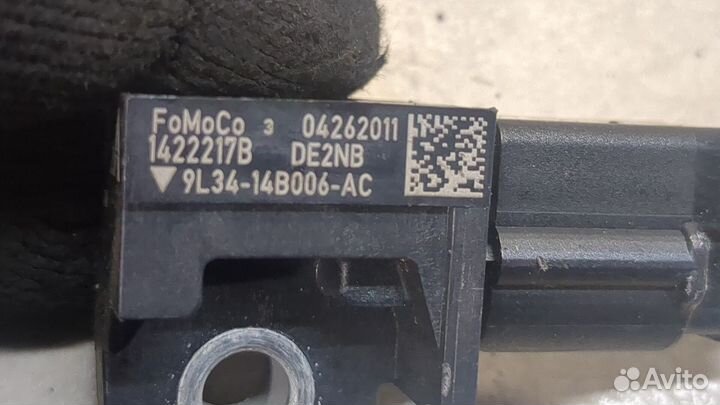 FoMoCo 3 04262011
1422217B DE2NB
9L34-14B006-AC
Avito